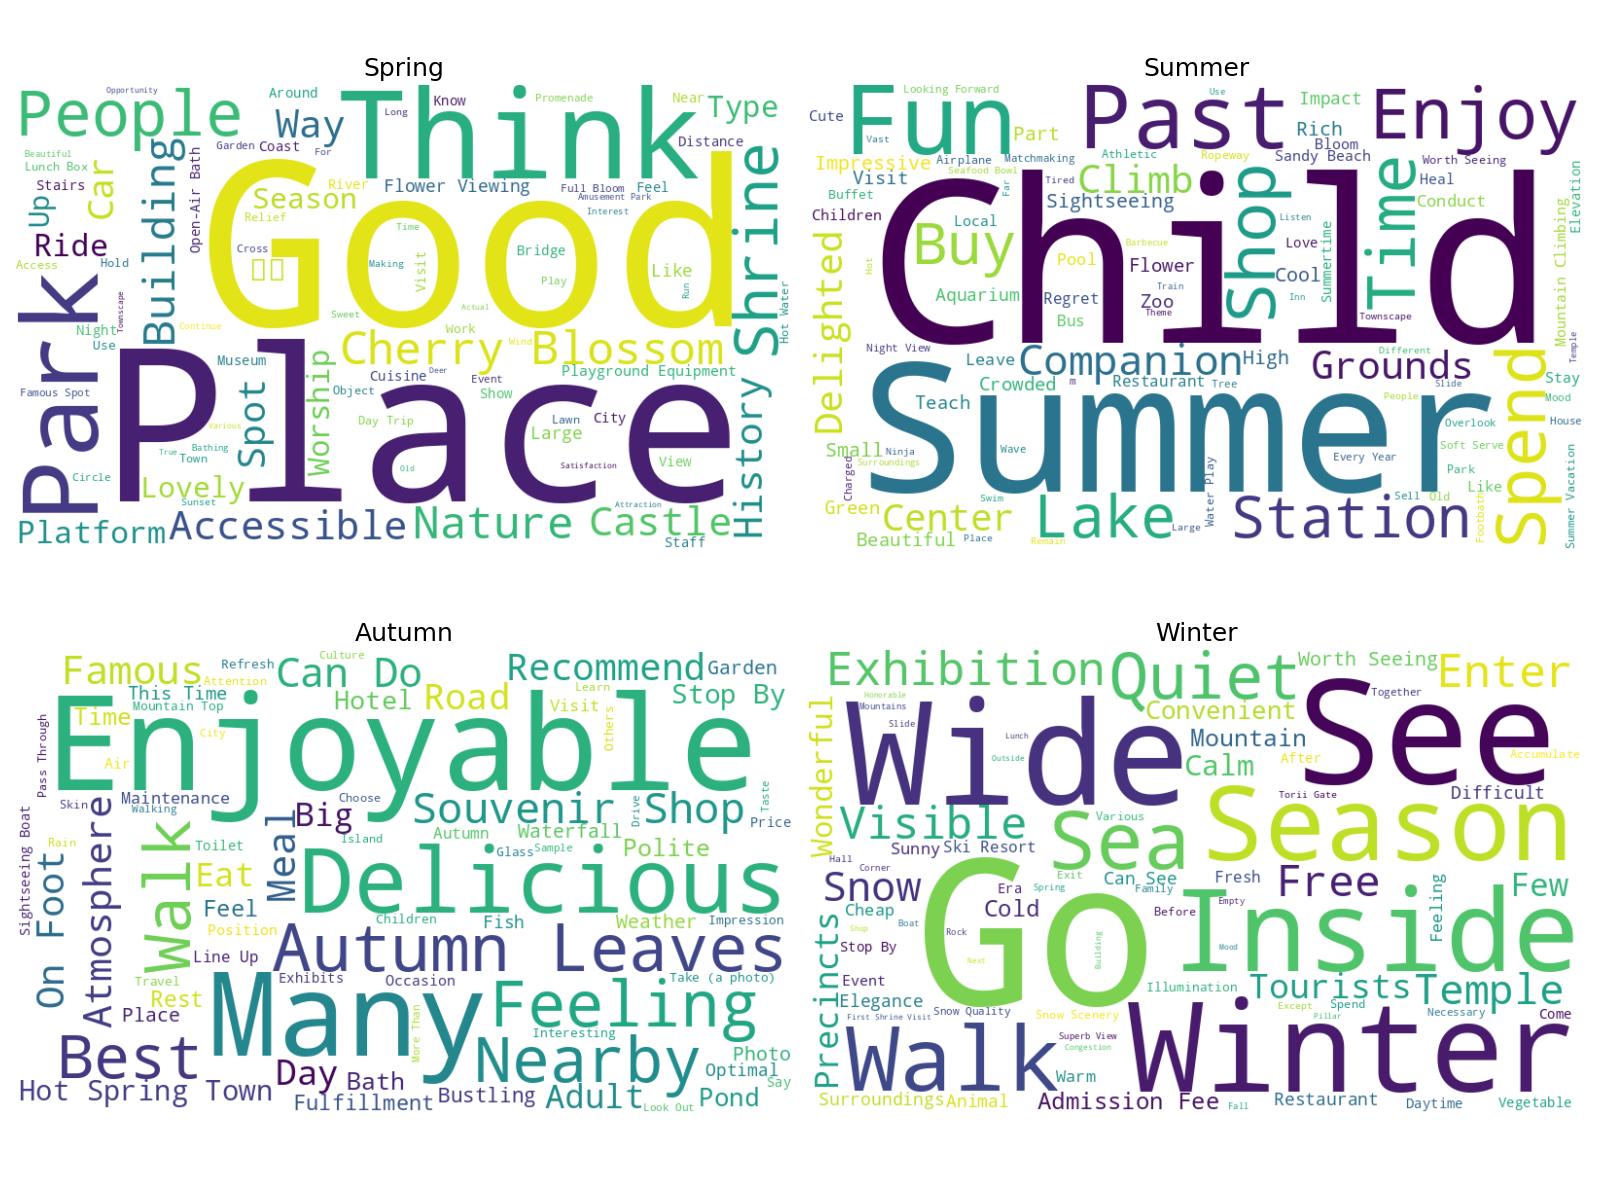 Spring
People
Opportunity
Around
Way
Think
Long
Know
Promenade
Near
Type
Distance
Garden
Coast
For
Beautiful
Lunch Box
Stairs
Car
Building
Open-Air Bath
Good
Season
River
Relief
Flower Viewing
Full Bloom
Feel
Amusement Park
Interest
Shrine
Up
Ride
Access
Hold
Cross
Time
Making
Visit
Bridge
Play
Like
Run
Hot Water
Park
Townscape
Night
Use
Continue
Sweet
Actual
Work
Wind
Cherry Blossom
Museum
Worship
Cuisine
Deer
Event
Show
Playground Equipment
Famous Spot
Place
Spot
Object
Day Trip
Lawn
City
Large
Various
True
Bathing
Town
Old
Satisfaction
View
History
Circle
Lovely
Sunset
Attraction
Platform
Accessible
Nature
Castle
Staff
Summer
Looking Forward
Use
Cute
Fun
Vast
Part
Past
Impact
Rich
Bloom
Enjoy
Impressive
Airplane
Matchmaking
Athletic
Ropeway
Sandy Beach
Worth Seeing
Visit
Seafood Bowl
Far
Tired
Climb
Heal
Buffet
Sightseeing
Shop
Time
Conduct
Elevation
Children
Local
Child
Listen
Buy
Barbecue
Love
Summertime
Mountain Climbing
Delighted
Hot
Pool
Flower
Train
Cool
Aquarium
Regret
Zoo
Theme
Inn
Bus
Townscape
Night View
Leave
Companion
High
Different
Grounds
Temple
Crowded
m
Restaurant
Tree
Slide
Stay
Teach
Summer
People
Mood
Spend
Overlook
House
Small
Ninja
Wave
Every Year
Soft Serve
Surroundings
Charged
Water Play
Park
Like
Summer Vacation
Swim
Sell
Old
Footbath
Green
Center
Lake
Large
Station
Beautiful
Place
Remain
Autumn
Famous
Refresh
Attention
Culture
Can Do
Recommend
Garden
This Time
Mountain Top
Hotel
Road
Learn
Visit
Stop By
Pass Through
Time
Enjoyable
City
Others
Air
Skin
Maintenance
Walking
Big
Choose
Souvenir
Drive
Shop
Taste
Price
Sightseeing Boat
Rain
Atmosphere
Walk
Toilet
Meal
Island
Autumn
Waterfall
Glass
Sample
Polite
On Foot
Eat
Delicious
Feel
Children
Fish
Weather
Impression
Position
Line Up
Autumn Leaves
Travel
Rest
Exhibits
Occasion
Take (a photo)
Place
Many
More Than
Feeling
Interesting
Best
Nearby
Photo
Optimal
Day
Bath
Say
Hot Spring Town
Fulfillment
Bustling
Adult
Look Out
Pond
Winter
Exhibition
Quiet
Worth Seeing
Enter
Wonderful
Honorable
Mountains
Slide
Wide
Lunch
Outside
Convenient
See
Together
Mountain
Calm
After
Accumulate
Torii Gate
Difficult
Visible
Sea
Various
Season
Sunny
Ski Resort
Hall
Corner
Exit
Can See
Family
Fresh
Snow
Era
Spring
Free
Few
Cold
Before
Empty
Feeling
Cheap
Boat
Shop
Go
Inside
Precincts
Stop By
Rock
Building
Next
Mood
Event
Illumination
Tourists
Temple
Elegance
Snow Quality
Snow Scenery
Except
Spend
Pillar
Necessary
Come
First Shrine Visit
Walk
Superb View
Congestion
Winter
Warm
Surroundings
Animal
Admission Fee
Fall
Restaurant
Daytime
Vegetable